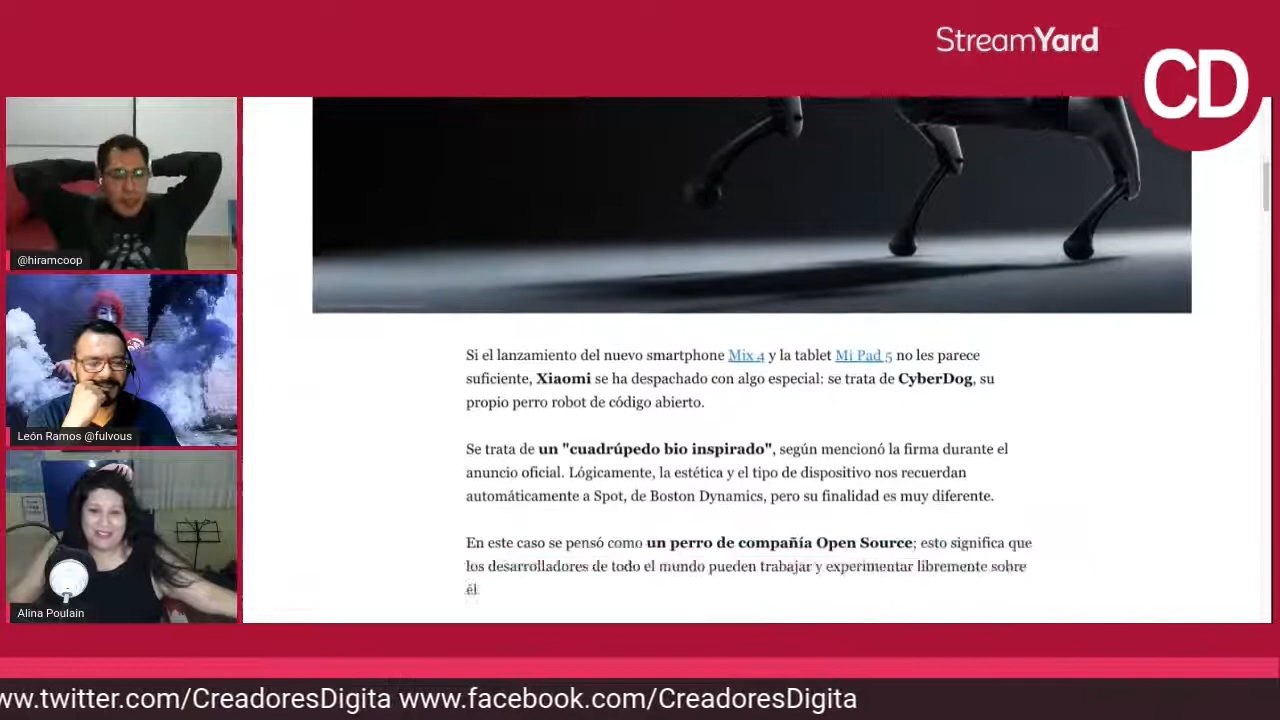 StreamYard
CD
@hiramcoop
León Ramos @fulvous
Alina Poulain
Si el lanzamiento del nuevo smartphone Mix 4 y la tablet Mi Pad 5 no les parece
suficiente, Xiaomi se ha despachado con algo especial: se trata de CyberDog, su
propio perro robot de código abierto.
Se trata de un "cuadrúpedo bio inspirado", según mencionó la firma durante el
anuncio oficial. Lógicamente, la estética y el tipo de dispositivo nos recuerdan
automáticamente a Spot, de Boston Dynamics, pero su finalidad es muy diferente.
En este caso se pensó como un perro de compañía Open Source; esto significa que
los desarrolladores de todo el mundo pueden trabajar y experimentar libremente sobre
él.
ww.twitter.com/CreadoresDigita www.facebook.com/CreadoresDigita